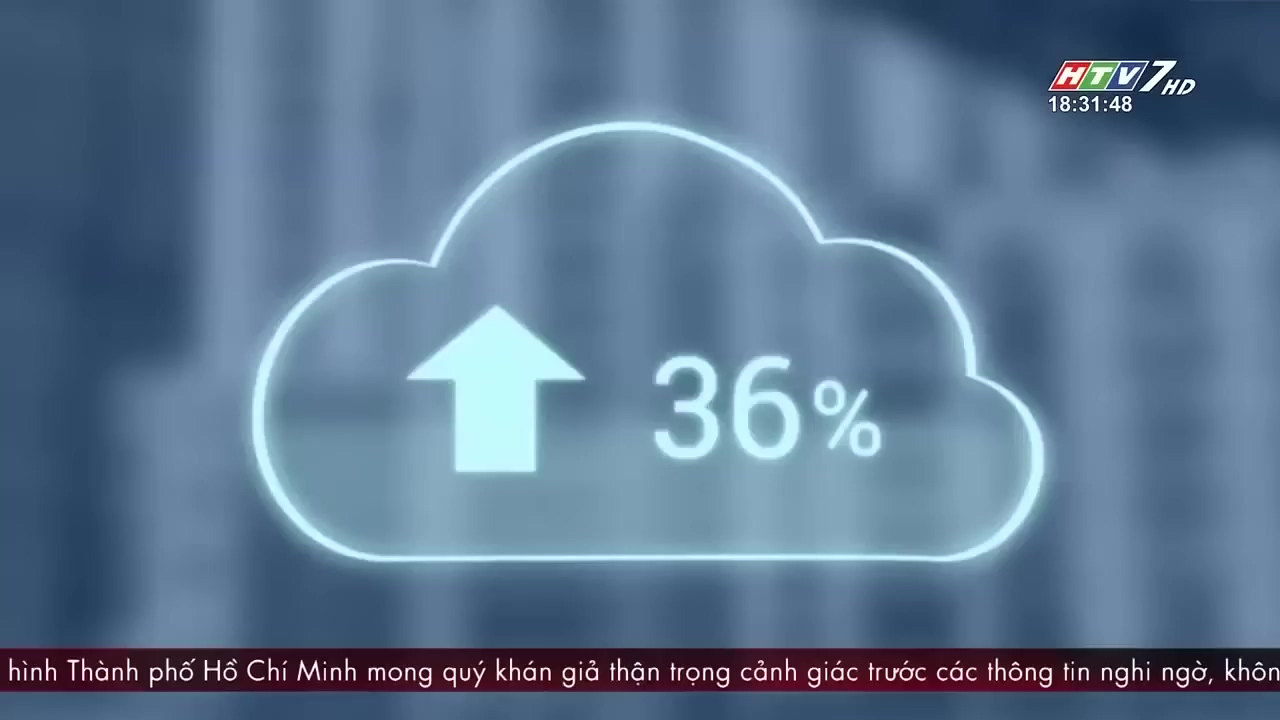 HTV7HD
18:31:48
36%
hình Thành phố Hồ Chí Minh mong quý khán giả thận trọng cảnh giác trước các thông tin nghi ngờ, khôn